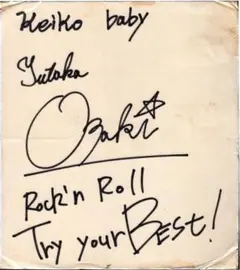 Keiko baby
Yutaka
Ozaki
Rock'n Roll
Try your Best!